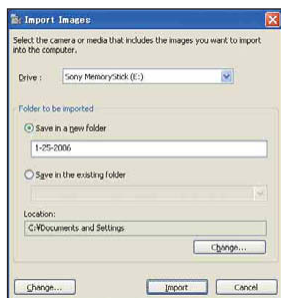 Import Images
Select the camera or media that includes the images you want to import
into the computer.
Drive :
Sony MemoryStick (E:)
Folder to be imported
Save in a new folder
1-25-2006
Save in the existing folder
Location:
C:¥Documents and Settings
Change...
Change...
Import
Cancel